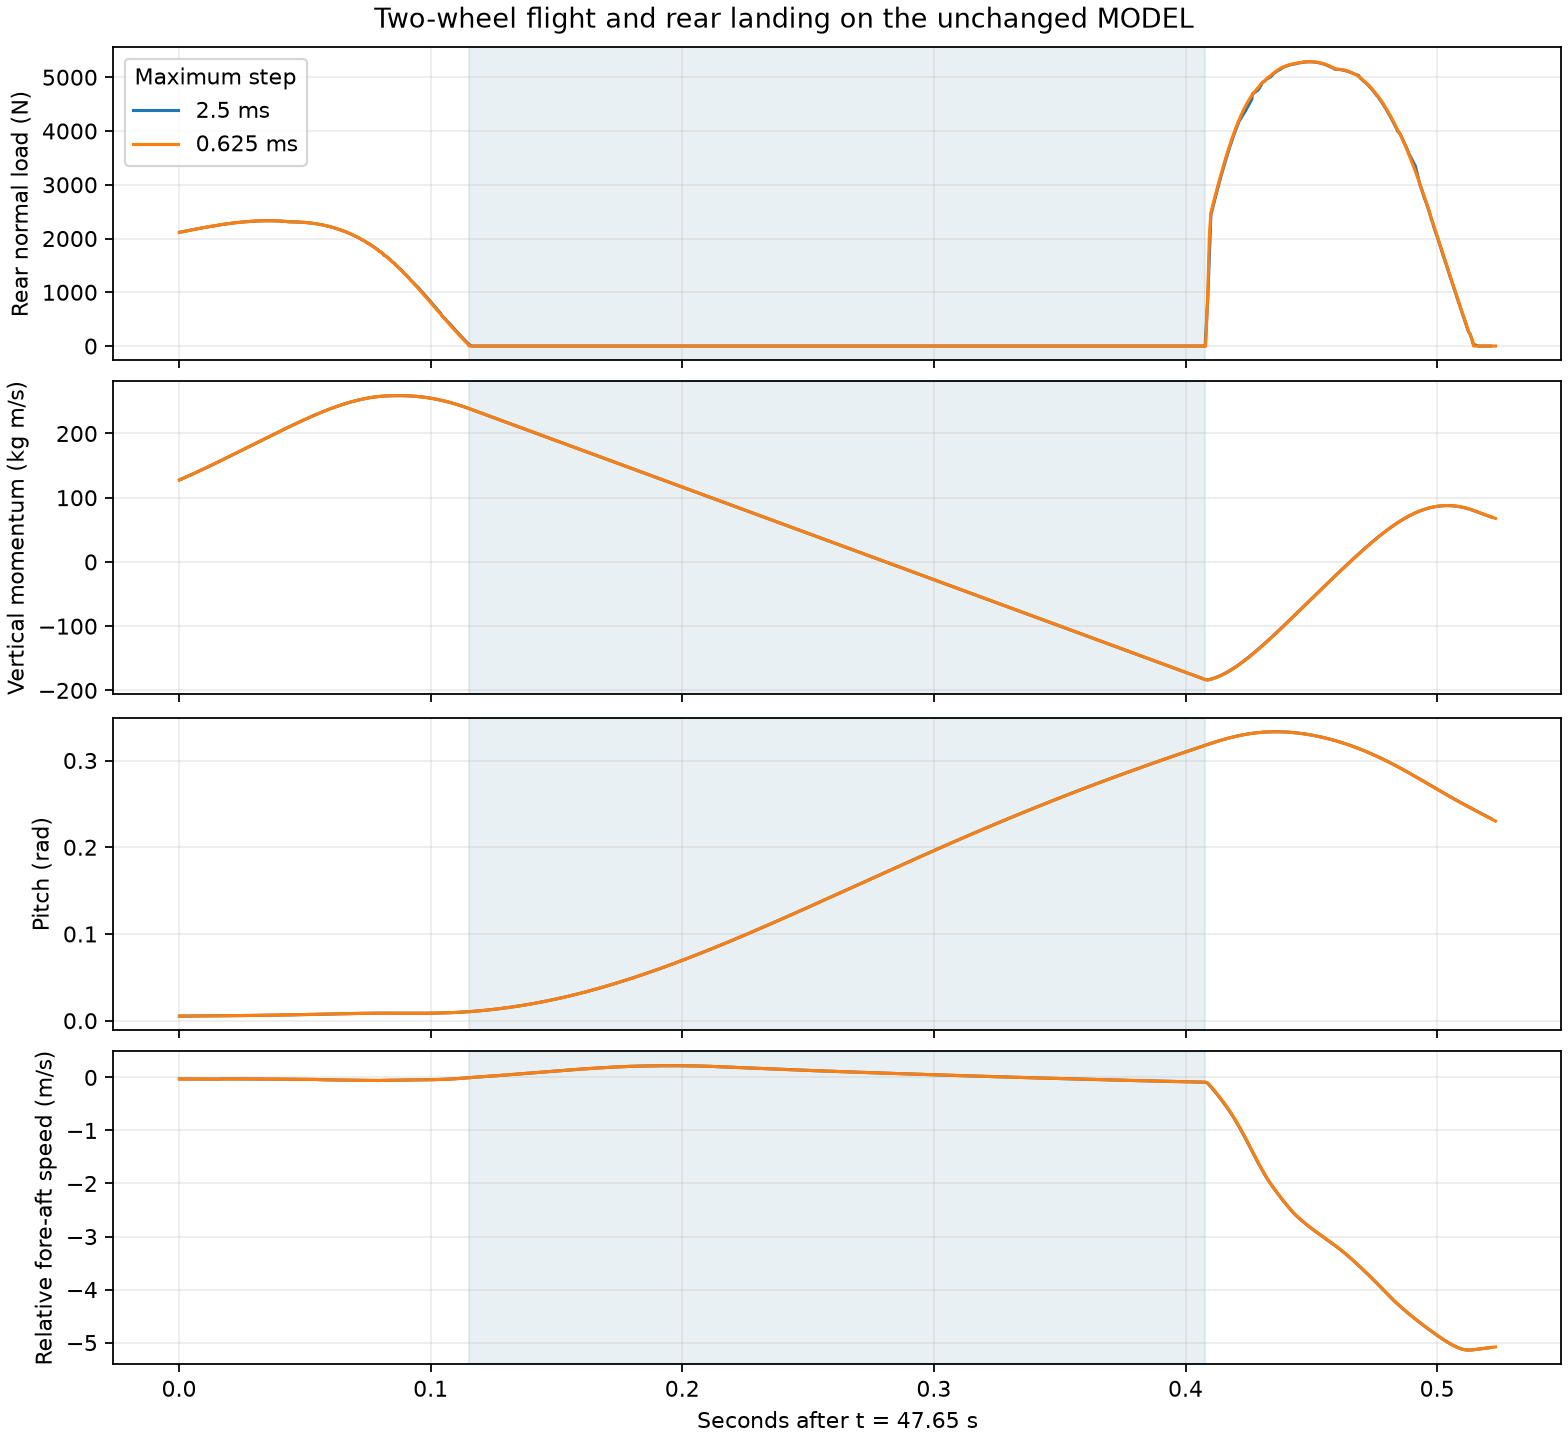 Two-wheel flight and rear landing on the unchanged MODEL
Rear normal load (N)
5000
4000
3000
2000
1000
0
Maximum step
2.5 ms
0.625 ms
Vertical momentum (kg m/s)
200
100
0
−100
−200
Pitch (rad)
0.3
0.2
0.1
0.0
Relative fore-aft speed (m/s)
0
−1
−2
−3
−4
−5
0.0 0.1 0.2 0.3 0.4 0.5
Seconds after t = 47.65 s